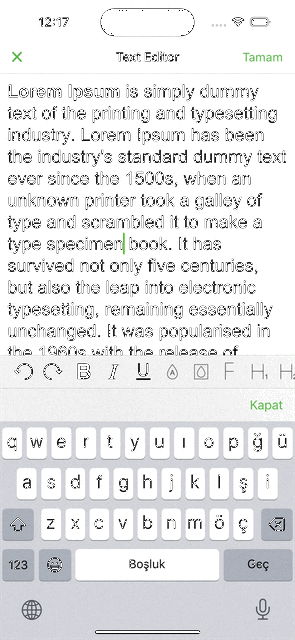 12:17
Text Editor
Tamam
Lorem Ipsum is simply dummy
text of the printing and typesetting
industry. Lorem Ipsum has been
the industry's standard dummy text
ever since the 1500s, when an
unknown printer took a galley of
type and scrambled it to make a
type specimen book. It has
survived not only five centuries,
but also the leap into electronic
typesetting, remaining essentially
unchanged. It was popularised in
the 1960s with the release of
B I U A F H₁ H₂
Kapat
q w e r t y u ı o p ğ ü
a s d f g h j k l ş i
z x c v b n m ö ç
123 Boşluk Geç